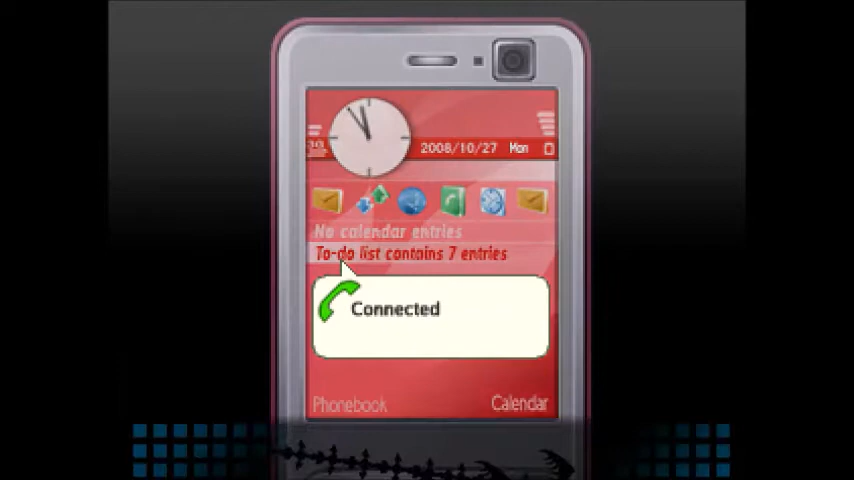 2008/10/27 Mon
No calendar entries
To-do list contains 7 entries
Connected
Phonebook Calendar